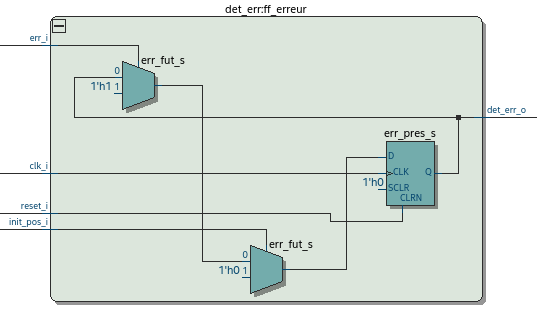 det_err:ff_erreur
err_i
err_fut_s
0
1'h1 1
det_err_o
err_pres_s
D
clk_i
CLK Q
1'h0
SCLR
CLRN
reset_i
init_pos_i
err_fut_s
0
1'h0 1